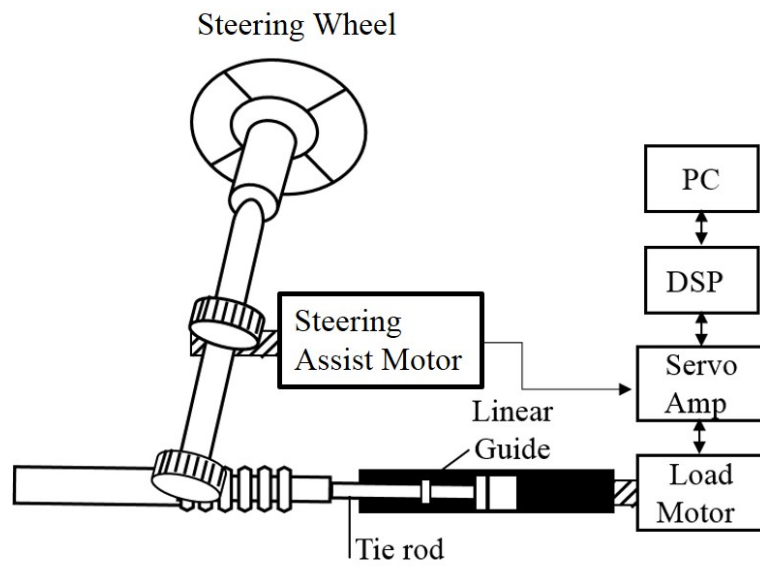 Steering Wheel
PC
DSP
Steering
Assist Motor
Servo
Amp
Linear
Guide
Load
Motor
Tie rod